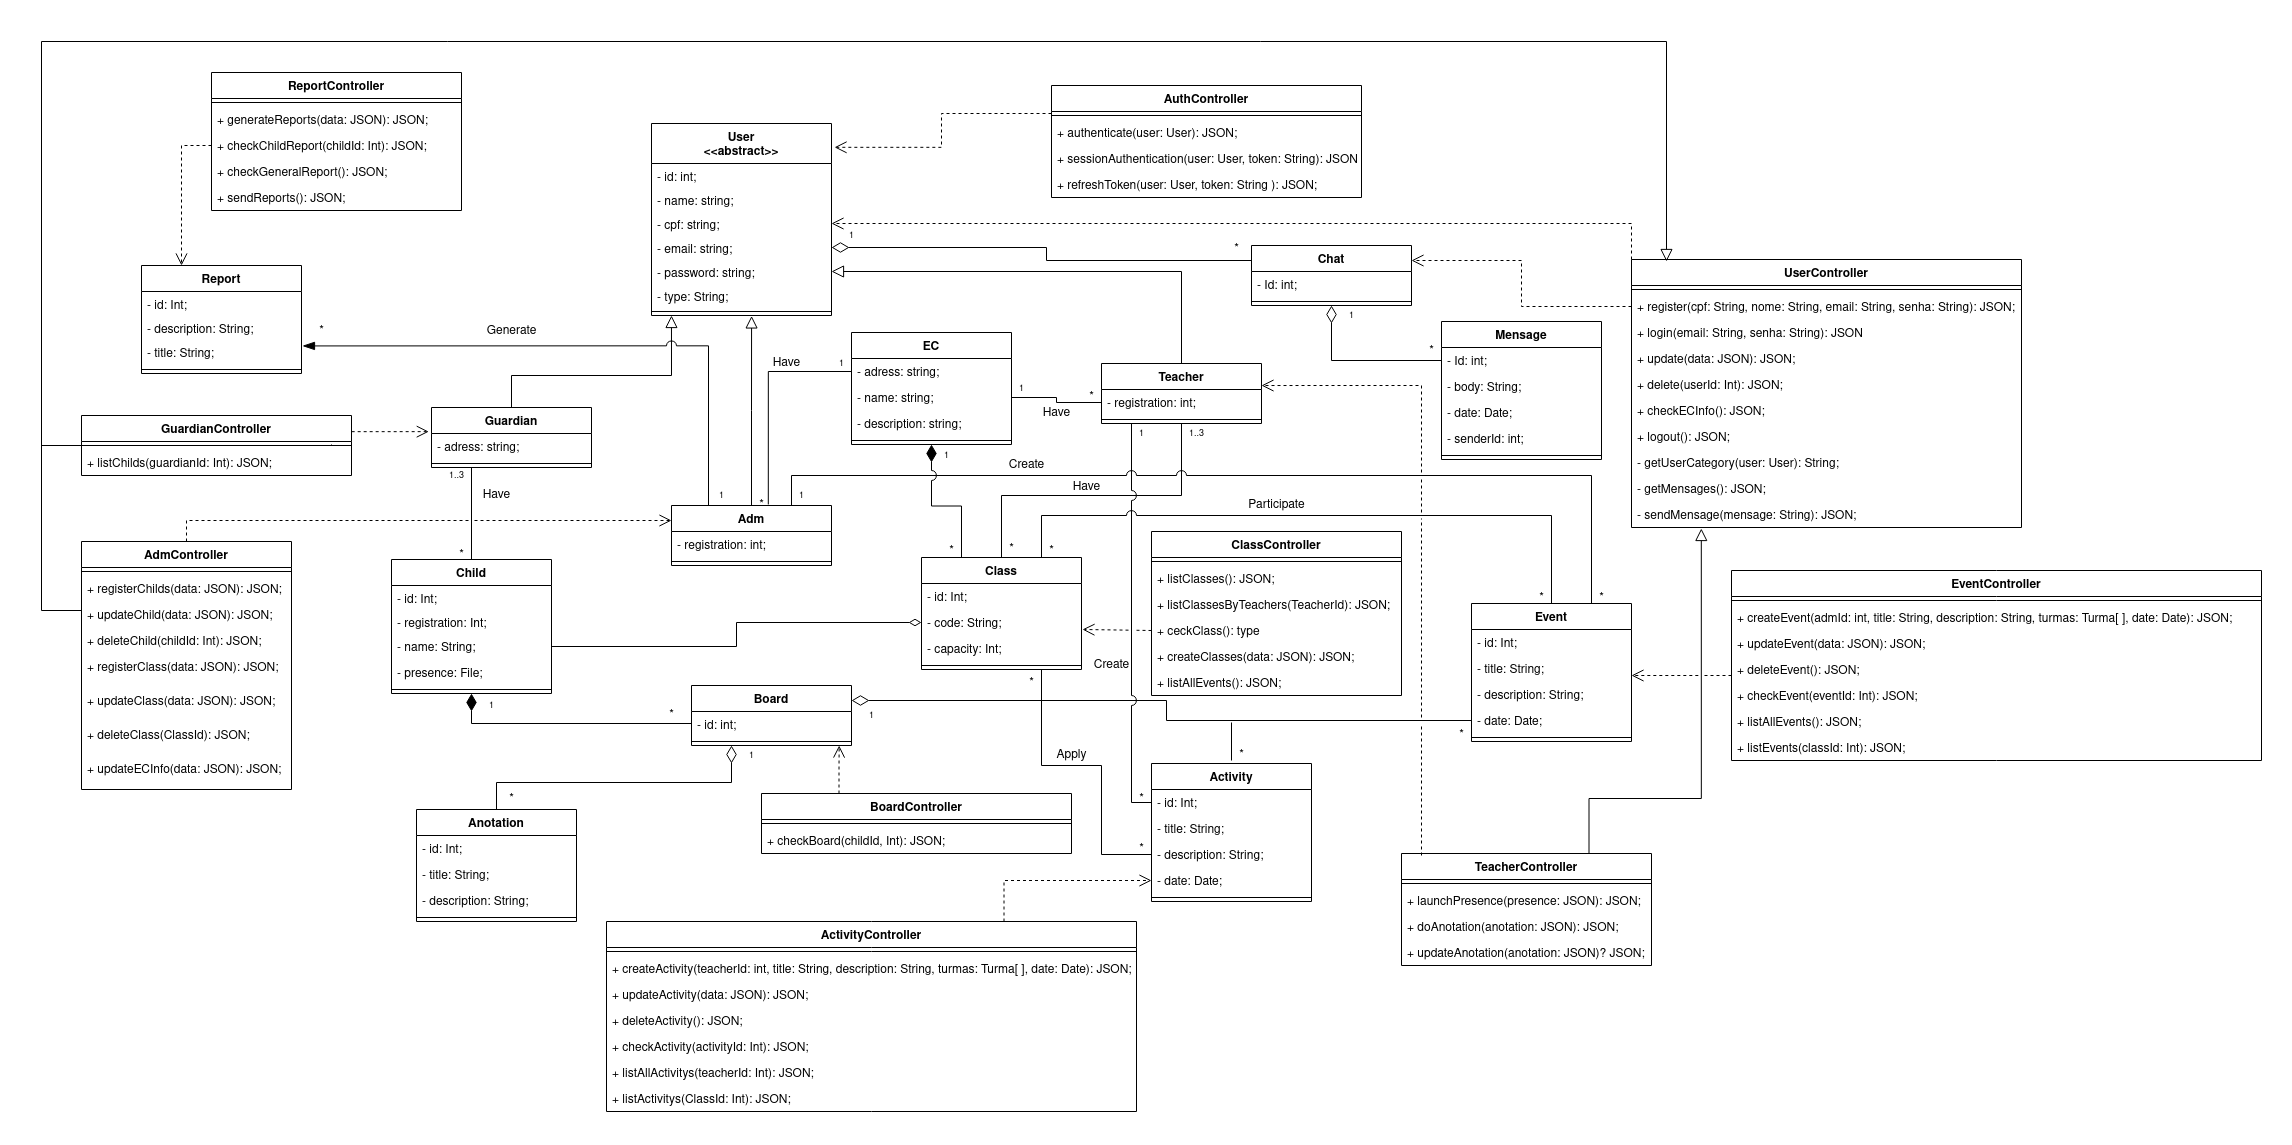 ReportController
+ generateReports(data: JSON): JSON;
+ checkChildReport(childId: Int): JSON;
+ checkGeneralReport(): JSON;
+ sendReports(): JSON;
AuthController
+ authenticate(user: User): JSON;
+ sessionAuthentication(user: User, token: String): JSON
+ refreshToken(user: User, token: String ): JSON;
User
<<abstract>>
- id: int;
- name: string;
- cpf: string;
- email: string;
- password: string;
- type: String;
1
*
Chat
- Id: int;
1
*
UserController
+ register(cpf: String, nome: String, email: String, senha: String): JSON;
+ login(email: String, senha: String): JSON
+ update(data: JSON): JSON;
+ delete(userId: Int): JSON;
+ checkECInfo(): JSON;
+ logout(): JSON;
- getUserCategory(user: User): String;
- getMessages(): JSON;
- sendMessage(message: String): JSON;
Report
- id: Int;
- description: String;
- title: String;
*
Generate
1
Mensage
- Id: int;
- body: String;
- date: Date;
- senderId: int;
EC
- adress: string;
- name: string;
- description: string;
Have
1
*
1
*
Have
1
Teacher
- registration: int;
1
1..3
GuardianController
+ listChilds(guardianId: Int): JSON;
Guardian
- adress: string;
1..3
Have
*
Create
1
*
Have
*
*
Participate
*
*
Adm
- registration: int;
AdmController
+ registerChilds(data: JSON): JSON;
+ updateChild(data: JSON): JSON;
+ deleteChild(childId: Int): JSON;
+ registerClass(data: JSON): JSON;
+ updateClass(data: JSON): JSON;
+ deleteClass(ClassId): JSON;
+ updateECInfo(data: JSON): JSON;
Child
- id: Int;
- registration: Int;
- name: String;
- presence: File;
1
*
Class
- id: Int;
- code: String;
- capacity: Int;
*
ClassController
+ listClasses(): JSON;
+ listClassesByTeachers(TeacherId): JSON;
+ ceckClass(): type
+ createClasses(data: JSON): JSON;
+ listAllEvents(): JSON;
Create
Event
- id: Int;
- title: String;
- description: String;
- date: Date;
*
EventController
+ createEvent(admId: int, title: String, description: String, turmas: Turma[ ], date: Date): JSON;
+ updateEvent(data: JSON): JSON;
+ deleteEvent(): JSON;
+ checkEvent(eventId: Int): JSON;
+ listAllEvents(): JSON;
+ listEvents(classId: Int): JSON;
Board
- id: int;
1
1
*
Apply
*
Activity
- id: Int;
- title: String;
- description: String;
- date: Date;
*
*
Anotation
- id: Int;
- title: String;
- description: String;
BoardController
+ checkBoard(childId, Int): JSON;
TeacherController
+ launchPresence(presence: JSON): JSON;
+ doAnotation(anotation: JSON): JSON;
+ updateAnotation(anotation: JSON)? JSON;
ActivityController
+ createActivity(teacherId: int, title: String, description: String, turmas: Turma[ ], date: Date): JSON;
+ updateActivity(data: JSON): JSON;
+ deleteActivity(): JSON;
+ checkActivity(activityId: Int): JSON;
+ listAllActivitys(teacherId: Int): JSON;
+ listActivitys(ClassId: Int): JSON;